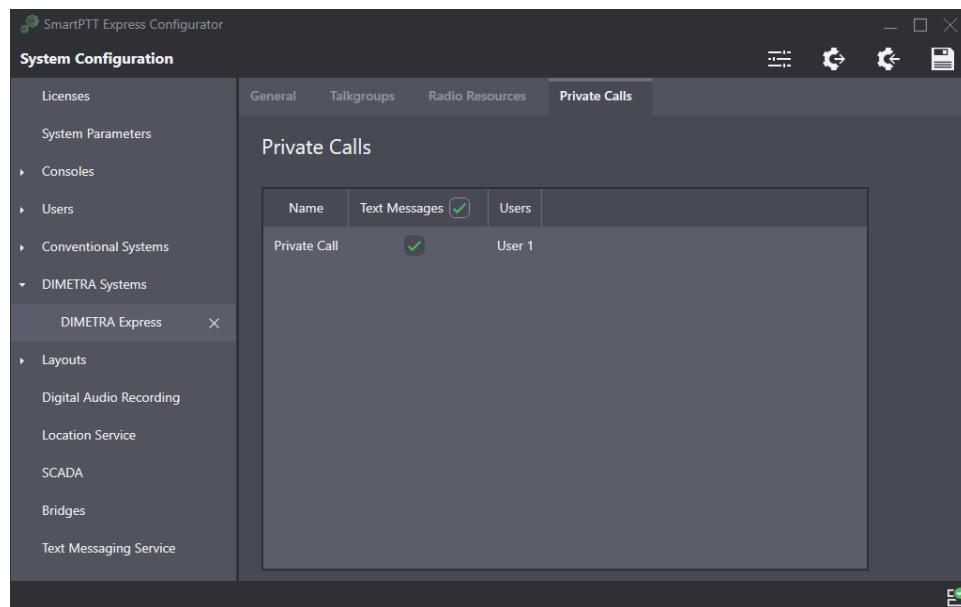 SmartPTT Express Configurator
System Configuration
Licenses
System Parameters
Consoles
Users
Conventional Systems
DIMETRA Systems
DIMETRA Express
Layouts
Digital Audio Recording
Location Service
SCADA
Bridges
Text Messaging Service
General Talkgroups Radio Resources Private Calls
Private Calls
Name Text Messages Users
Private Call User 1